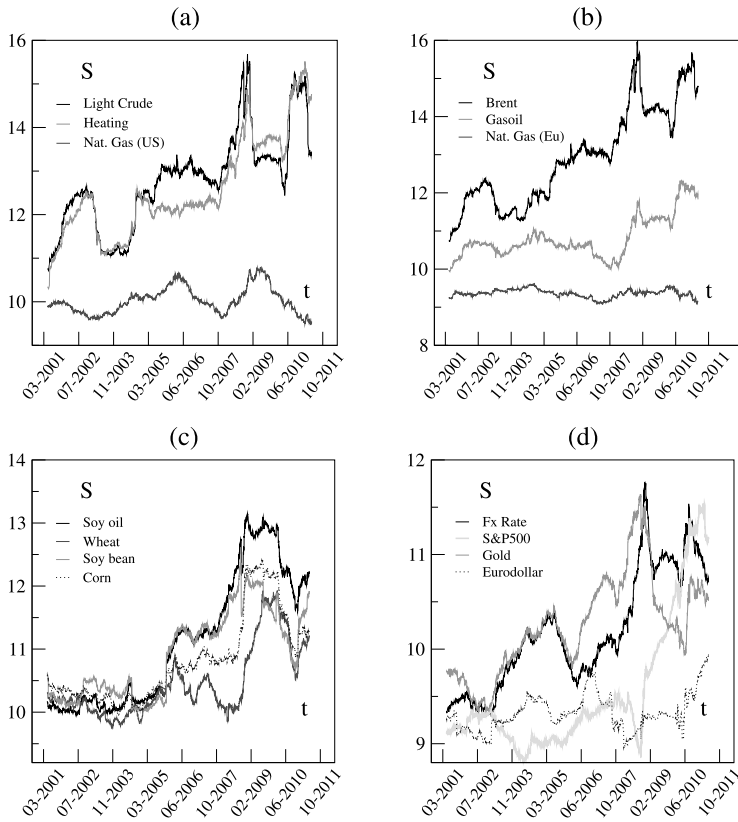 (a)
16
14
12
10
S
Light Crude
Heating
Nat. Gas (US)
t
03-2001
07-2002
11-2003
03-2005
06-2006
10-2007
02-2009
06-2010
10-2011
(b)
16
14
12
10
8
S
Brent
Gasoil
Nat. Gas (Eu)
t
03-2001
07-2002
11-2003
03-2005
06-2006
10-2007
02-2009
06-2010
10-2011
(c)
14
13
12
11
10
S
Soy oil
Wheat
Soy bean
Corn
t
03-2001
07-2002
11-2003
03-2005
06-2006
10-2007
02-2009
06-2010
10-2011
(d)
12
11
10
9
S
Fx Rate
S&P500
Gold
Eurodollar
t
03-2001
07-2002
11-2003
03-2005
06-2006
10-2007
02-2009
06-2010
10-2011